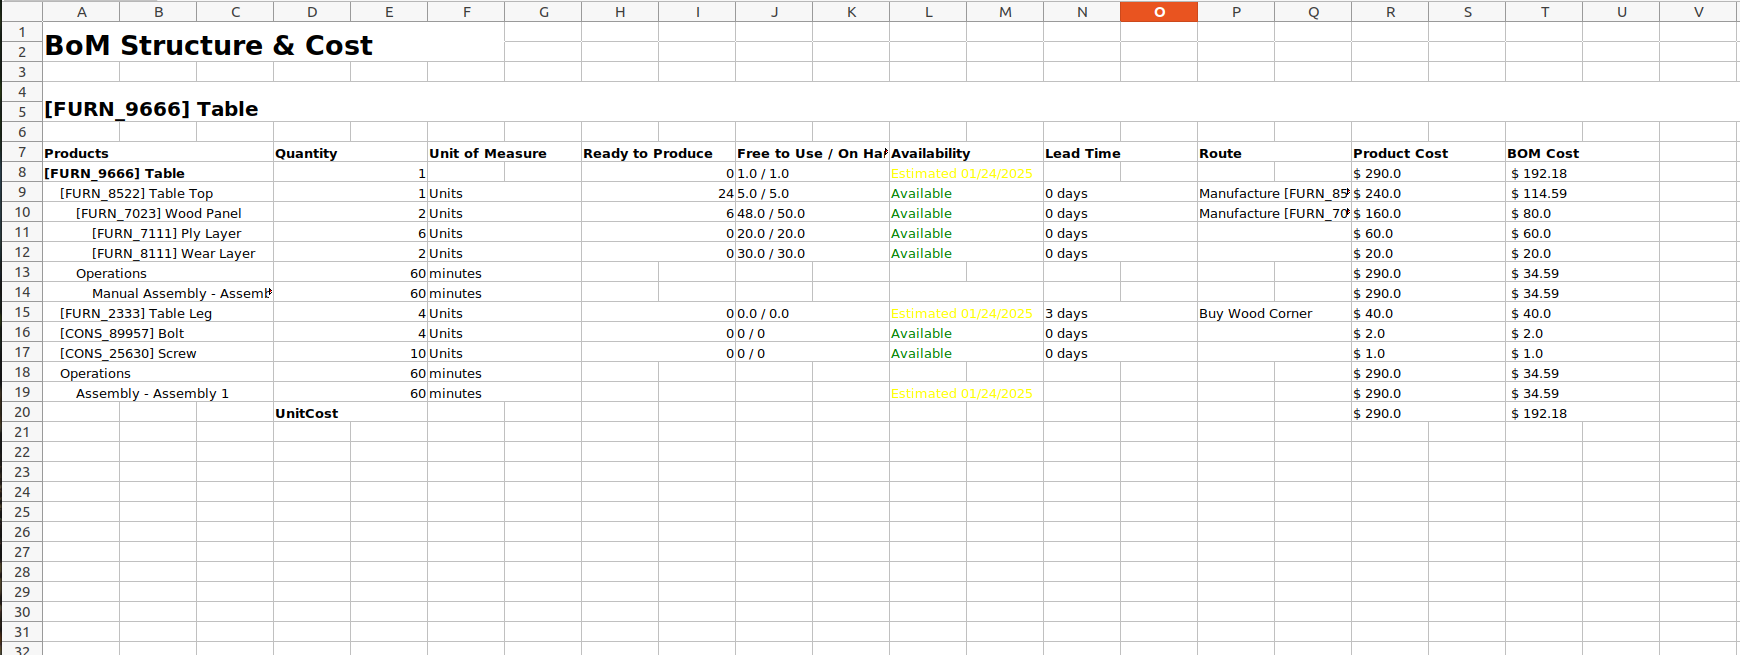 A B C D E F G H I J K L M N O P Q R S T U V
1
2 BoM Structure & Cost
3
4
5 [FURN_9666] Table
6
7 Products Quantity Unit of Measure Ready to Produce Free to Use / On Ha Availability Lead Time Route Product Cost BOM Cost
8 [FURN_9666] Table 1 0 1.0 / 1.0 Estimated 01/24/2025 $ 290.0 $ 192.18
9 [FURN_8522] Table Top 1 Units 24 5.0 / 5.0 Available 0 days Manufacture [FURN_85 $ 240.0 $ 114.59
10 [FURN_7023] Wood Panel 2 Units 6 48.0 / 50.0 Available 0 days Manufacture [FURN_70 $ 160.0 $ 80.0
11 [FURN_7111] Ply Layer 6 Units 0 20.0 / 20.0 Available 0 days $ 60.0 $ 60.0
12 [FURN_8111] Wear Layer 2 Units 0 30.0 / 30.0 Available 0 days $ 20.0 $ 20.0
13 Operations 60 minutes $ 290.0 $ 34.59
14 Manual Assembly - Assemb 60 minutes $ 290.0 $ 34.59
15 [FURN_2333] Table Leg 4 Units 0 0.0 / 0.0 Estimated 01/24/2025 3 days Buy Wood Corner $ 40.0 $ 40.0
16 [CONS_89957] Bolt 4 Units 0 0 / 0 Available 0 days $ 2.0 $ 2.0
17 [CONS_25630] Screw 10 Units 0 0 / 0 Available 0 days $ 1.0 $ 1.0
18 Operations 60 minutes $ 290.0 $ 34.59
19 Assembly - Assembly 1 60 minutes Estimated 01/24/2025 $ 290.0 $ 34.59
20 UnitCost $ 290.0 $ 192.18
21
22
23
24
25
26
27
28
29
30
31
32